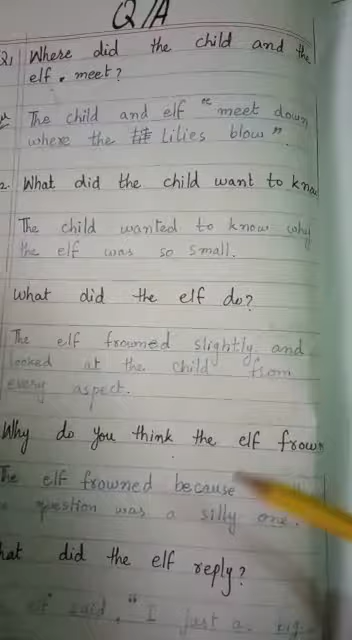 Q/A
Q1 Where did the child and the
elf. meet?
The child and elf "meet down
where the Lilies blow".
2. What did the child want to know
The child wanted to know why
the elf was so small.
What did the elf do?
The elf frowned slightly and
looked at the child from
every aspect.
Why do you think the elf frown
The elf frowned because
question was a silly one.
hat did the elf reply?
elf said, "I just a